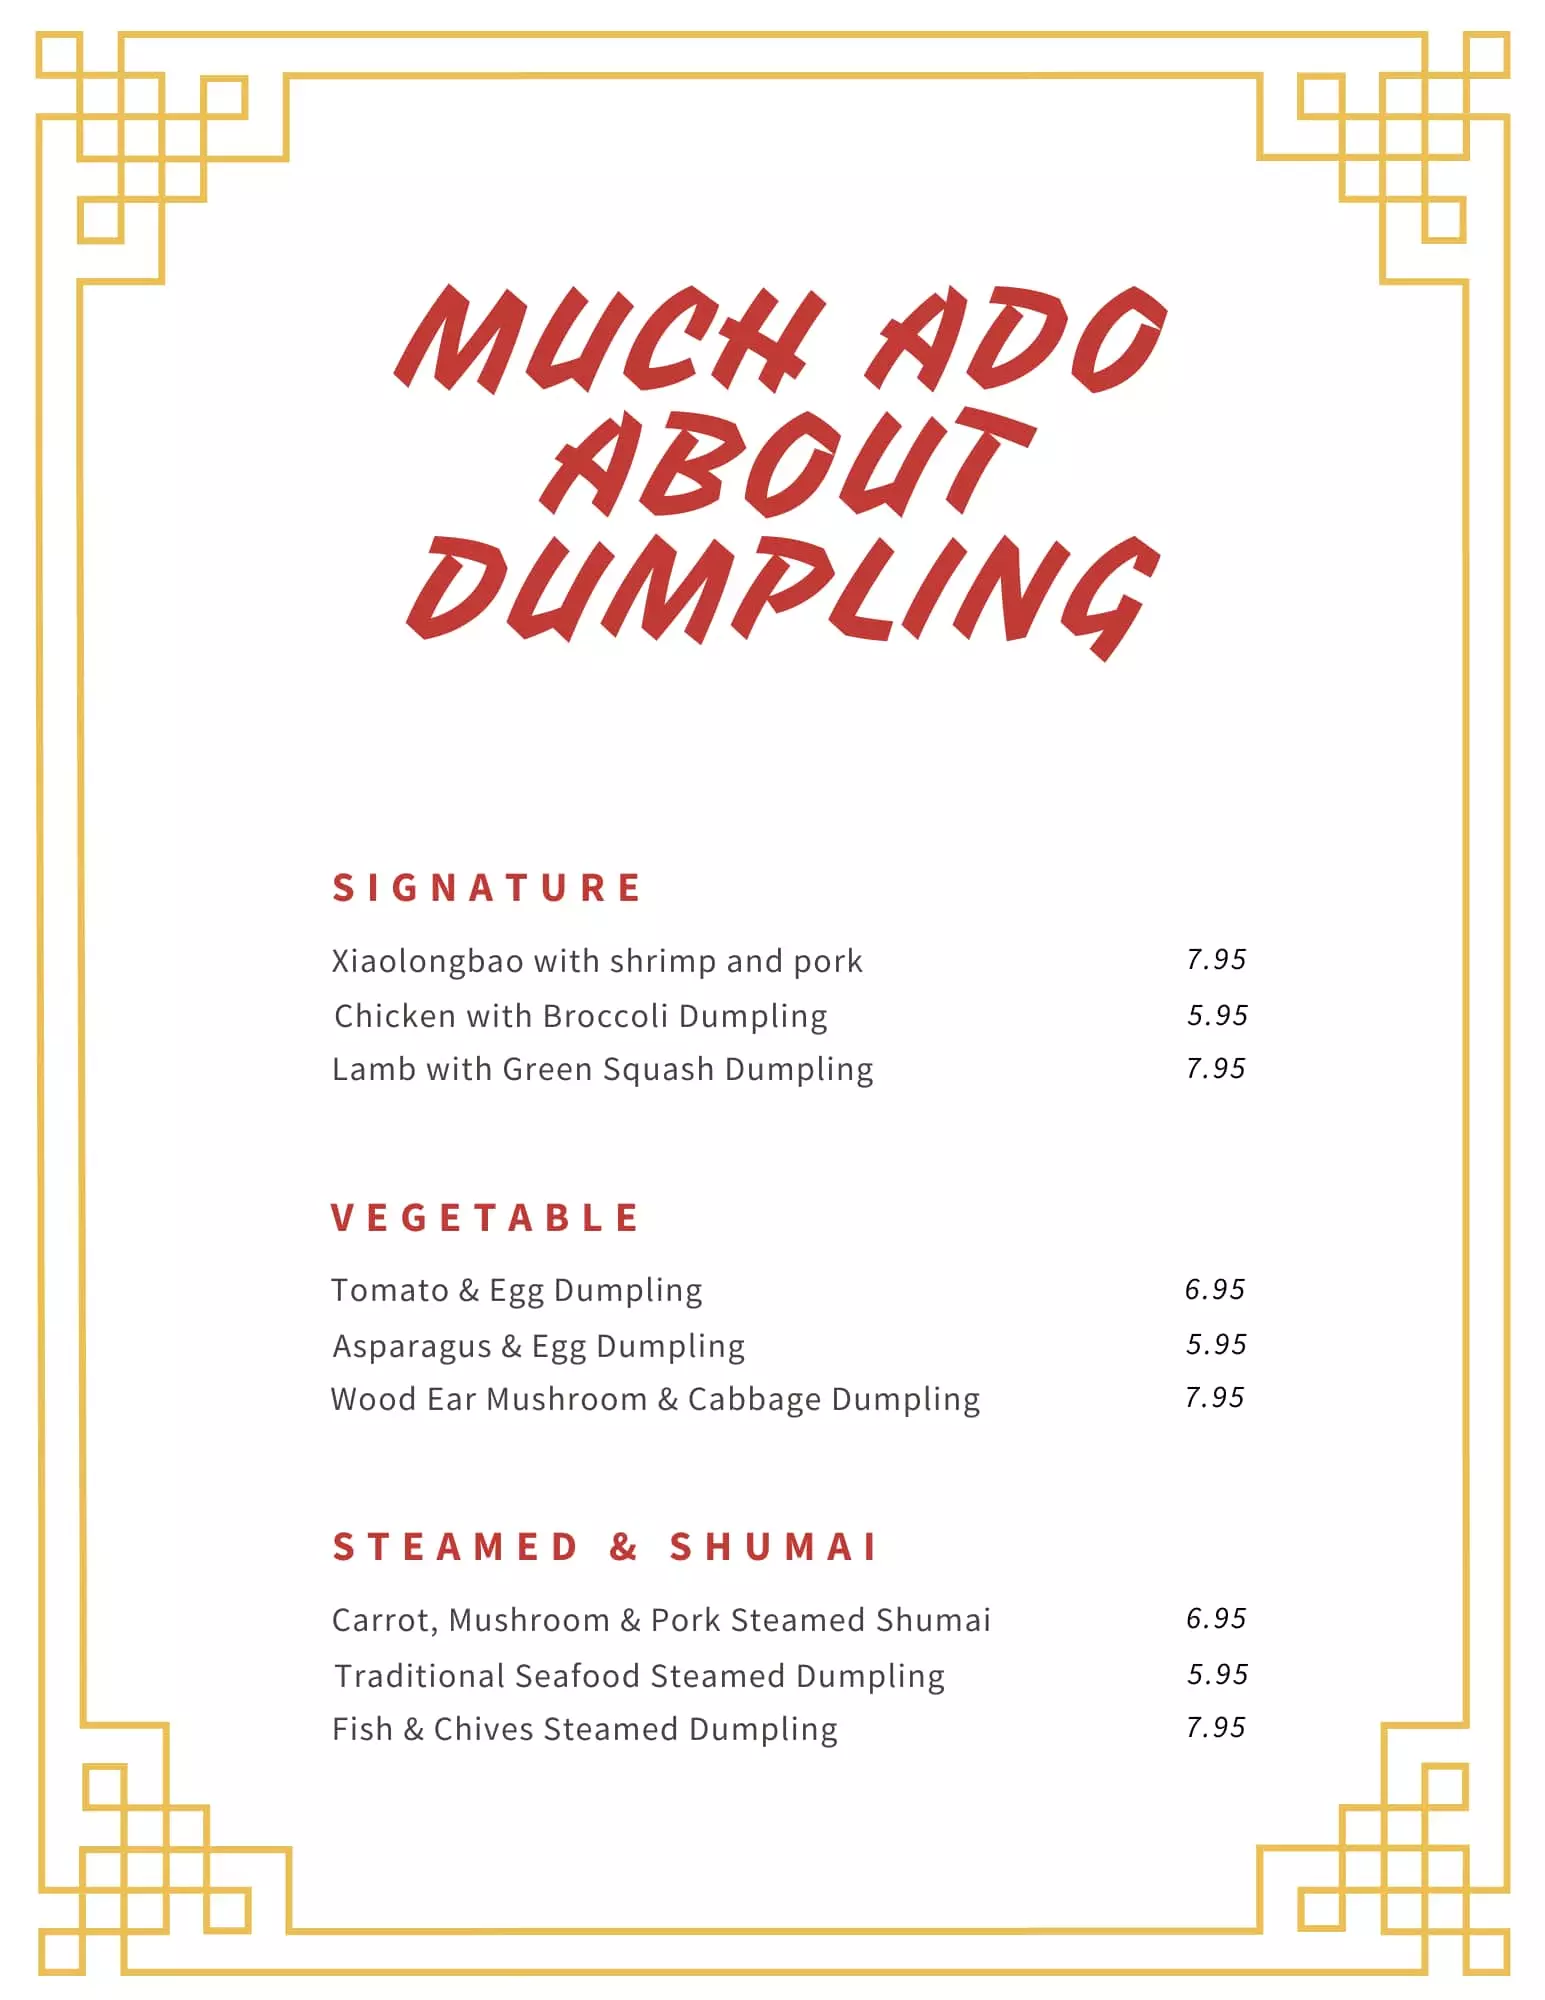 MUCH ADO
ABOUT
DUMPLING
SIGNATURE
Xiaolongbao with shrimp and pork 7.95
Chicken with Broccoli Dumpling 5.95
Lamb with Green Squash Dumpling 7.95
VEGETABLE
Tomato & Egg Dumpling 6.95
Asparagus & Egg Dumpling 5.95
Wood Ear Mushroom & Cabbage Dumpling 7.95
STEAMED & SHUMAI
Carrot, Mushroom & Pork Steamed Shumai 6.95
Traditional Seafood Steamed Dumpling 5.95
Fish & Chives Steamed Dumpling 7.95